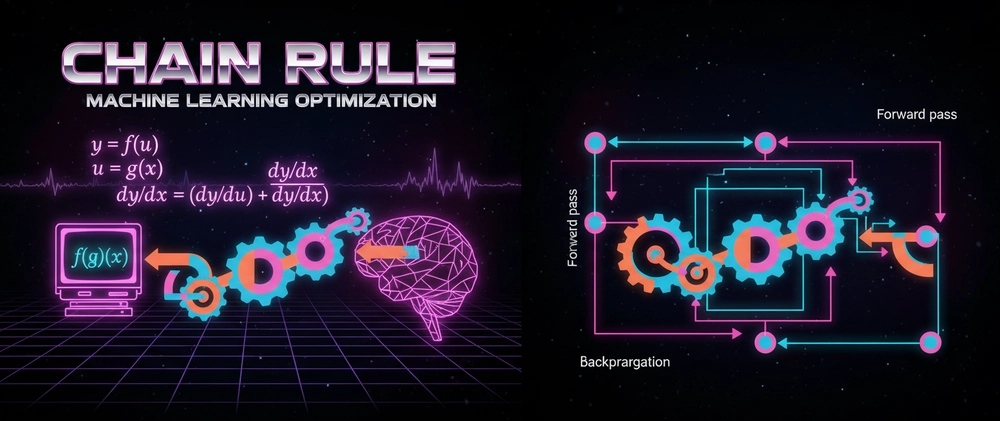 CHAIN RULE
MACHINE LEARNING OPTIMIZATION
y = f(u)
u = g(x)
dy/dx
dy/dx = (dy/du) + dy/dx)
f(g)(x)
Forward pass
Forwerd pass
Backprargation